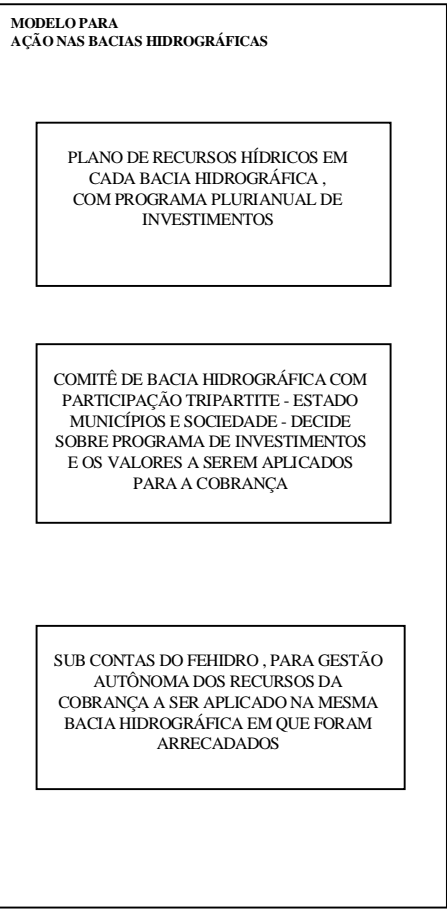 MODELO PARA
AÇÃO NAS BACIAS HIDROGRÁFICAS
PLANO DE RECURSOS HÍDRICOS EM
CADA BACIA HIDROGRÁFICA ,
COM PROGRAMA PLURIANUAL DE
INVESTIMENTOS
COMITÊ DE BACIA HIDROGRÁFICA COM
PARTICIPAÇÃO TRIPARTITE - ESTADO
MUNICÍPIOS E SOCIEDADE - DECIDE
SOBRE PROGRAMA DE INVESTIMENTOS
E OS VALORES A SEREM APLICADOS
PARA A COBRANÇA
SUB CONTAS DO FEHIDRO , PARA GESTÃO
AUTÔNOMA DOS RECURSOS DA
COBRANÇA A SER APLICADO NA MESMA
BACIA HIDROGRÁFICA EM QUE FORAM
ARRECADADOS